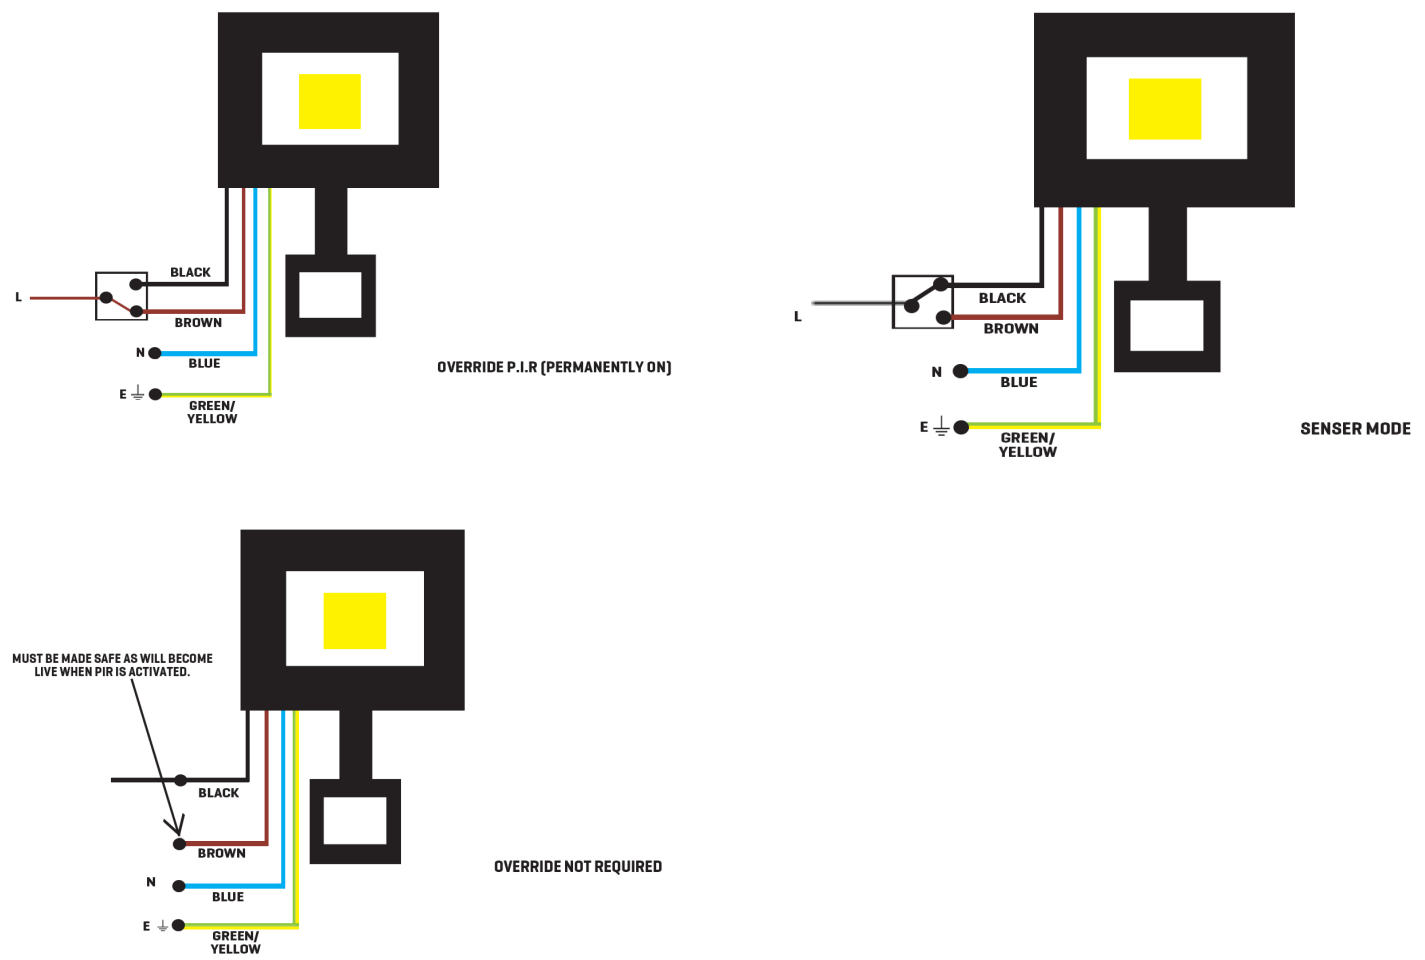 BLACK
L
BROWN
N
BLUE
E
GREEN/
YELLOW
OVERRIDE P.I.R (PERMANENTLY ON)
BLACK
L
BROWN
N
BLUE
E
GREEN/
YELLOW
SENSER MODE
MUST BE MADE SAFE AS WILL BECOME
LIVE WHEN PIR IS ACTIVATED.
BLACK
BROWN
N
BLUE
E
GREEN/
YELLOW
OVERRIDE NOT REQUIRED